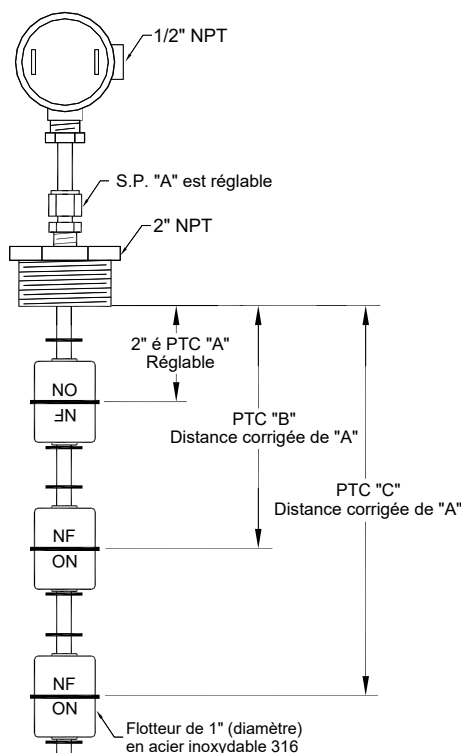 1/2" NPT
S.P. "A" est réglable
2" NPT
2" é PTC "A"
Réglable
PTC "B"
Distance corrigée de "A"
PTC "C"
Distance corrigée de "A"
NO
NF
NF
ON
NF
ON
Flotteur de 1" (diamètre)
en acier inoxydable 316